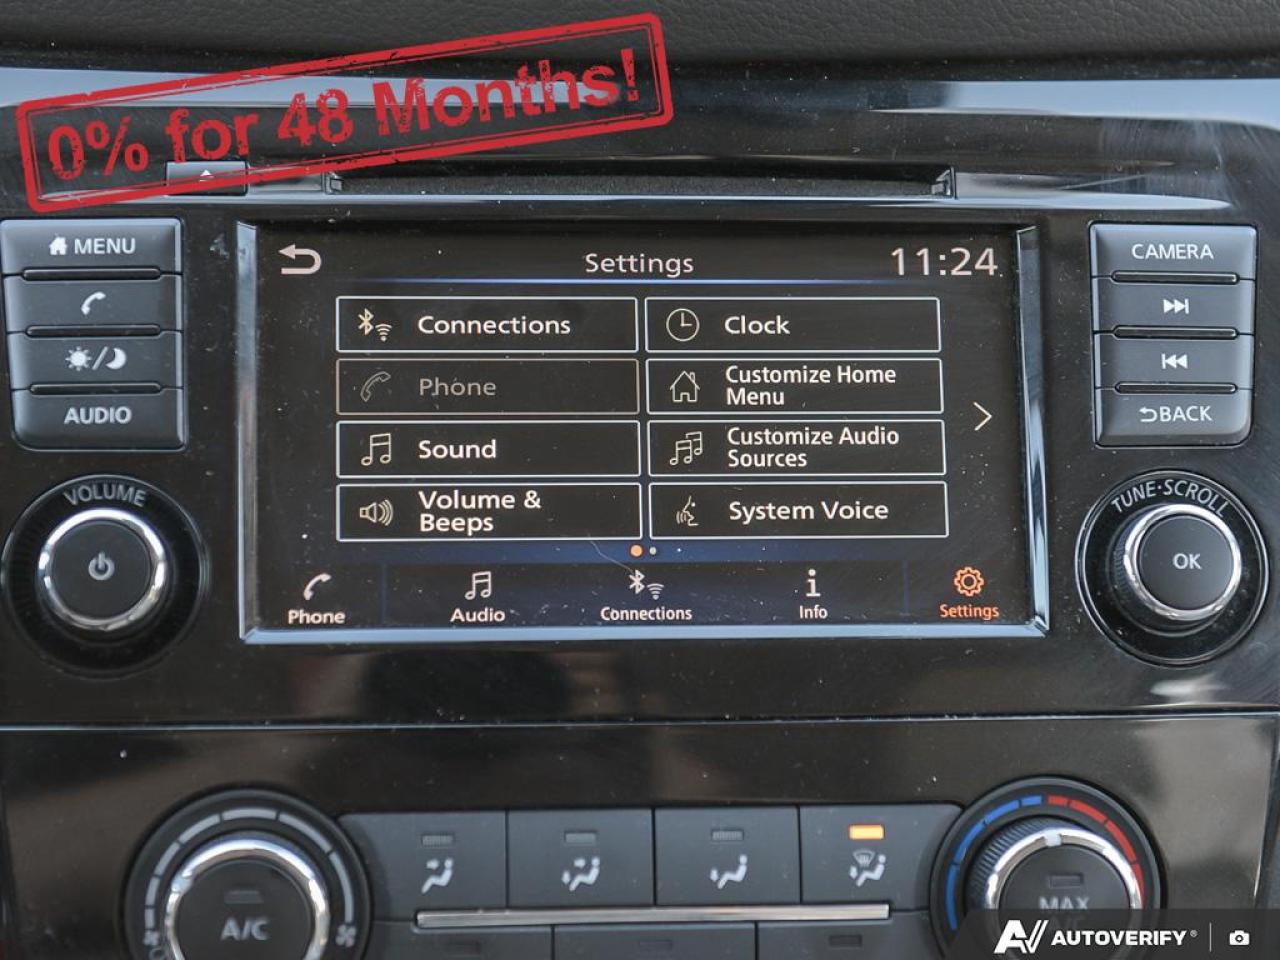 0% for 48 Months!
MENU
AUDIO
VOLUME
Settings
11:24
Connections
Clock
Phone
Customize Home
Menu
Sound
Customize Audio
Sources
Volume &
Beeps
System Voice
Phone
Audio
Connections
Info
Settings
CAMERA
BACK
TUNE·SCROLL
OK
A/C
MAX
AUTOVERIFY